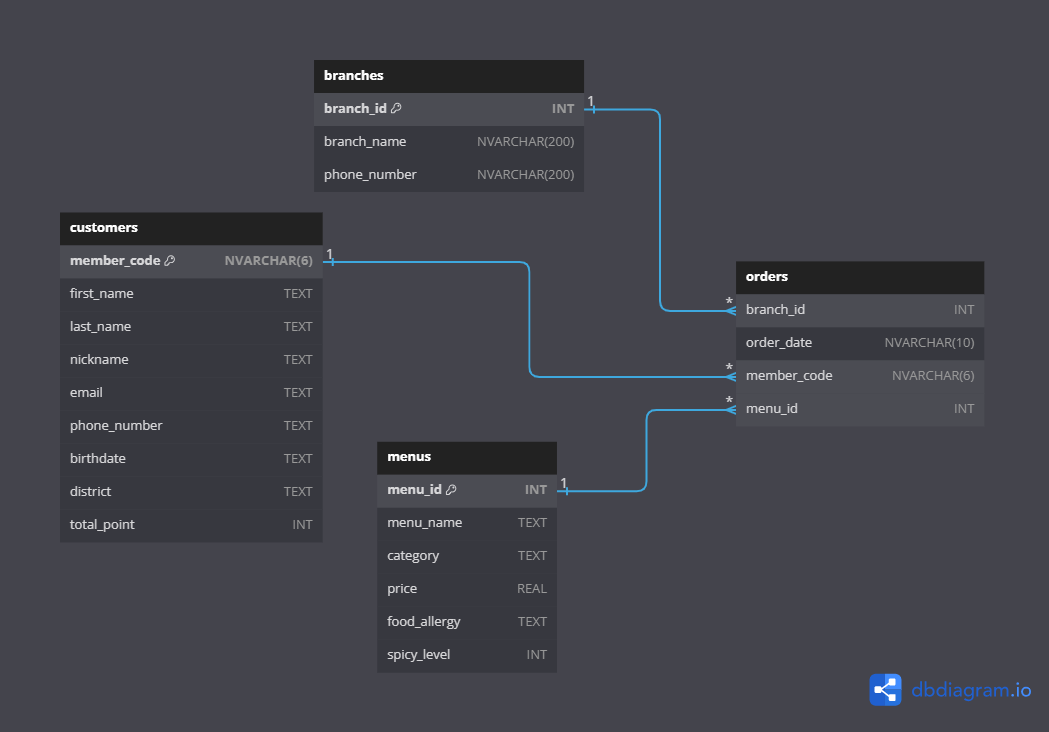 branches
branch_id INT
branch_name NVARCHAR(200)
phone_number NVARCHAR(200)
1
customers
member_code NVARCHAR(6)
first_name TEXT
last_name TEXT
nickname TEXT
email TEXT
phone_number TEXT
birthdate TEXT
district TEXT
total_point INT
1
orders
* branch_id INT
order_date NVARCHAR(10)
* member_code NVARCHAR(6)
* menu_id INT
menus
menu_id INT
menu_name TEXT
category TEXT
price REAL
food_allergy TEXT
spicy_level INT
1
dbdiagram.io